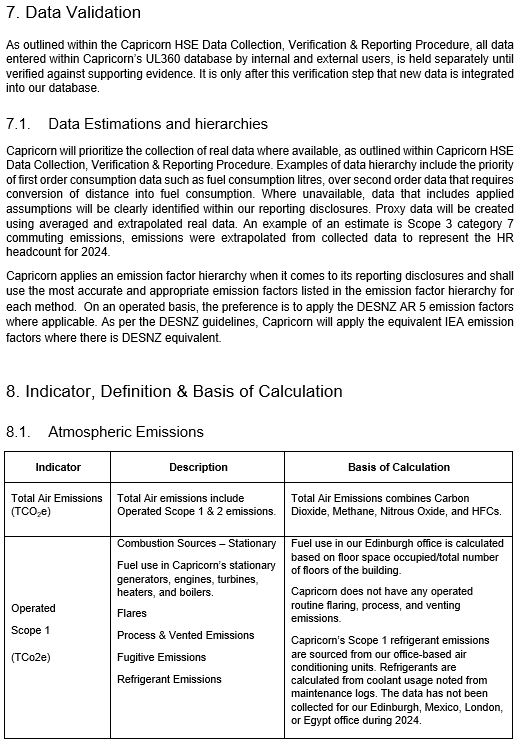 7. Data Validation
As outlined within the Capricorn HSE Data Collection, Verification & Reporting Procedure, all data
entered within Capricorn's UL360 database by internal and external users, is held separately until
verified against supporting evidence. It is only after this verification step that new data is integrated
into our database.
7.1. Data Estimations and hierarchies
Capricorn will prioritize the collection of real data where available, as outlined within Capricorn HSE
Data Collection, Verification & Reporting Procedure. Examples of data hierarchy include the priority
of first order consumption data such as fuel consumption litres, over second order data that requires
conversion of distance into fuel consumption. Where unavailable, data that includes applied
assumptions will be clearly identified within our reporting disclosures. Proxy data will be created
using averaged and extrapolated real data. An example of an estimate is Scope 3 category 7
commuting emissions, emissions were extrapolated from collected data to represent the HR
headcount for 2024.
Capricorn applies an emission factor hierarchy when it comes to its reporting disclosures and shall
use the most accurate and appropriate emission factors listed in the emission factor hierarchy for
each method. On an operated basis, the preference is to apply the DESNZ AR 5 emission factors
where applicable. As per the DESNZ guidelines, Capricorn will apply the equivalent IEA emission
factors where there is DESNZ equivalent.
8. Indicator, Definition & Basis of Calculation
8.1. Atmospheric Emissions
Indicator
Description
Basis of Calculation
Total Air Emissions
(TCO₂e)
Total Air emissions include
Operated Scope 1 & 2 emissions.
Total Air Emissions combines Carbon
Dioxide, Methane, Nitrous Oxide, and HFCs.
Operated
Scope 1
(TCo2e)
Combustion Sources – Stationary
Fuel use in Capricorn's stationary
generators, engines, turbines,
heaters, and boilers.
Flares
Process & Vented Emissions
Fugitive Emissions
Refrigerant Emissions
Fuel use in our Edinburgh office is calculated
based on floor space occupied/total number
of floors of the building.
Capricorn does not have any operated
routine flaring, process, and venting
emissions.
Capricorn's Scope 1 refrigerant emissions
are sourced from our office-based air
conditioning units. Refrigerants are
calculated from coolant usage noted from
maintenance logs. The data has not been
collected for our Edinburgh, Mexico, London,
or Egypt office during 2024.